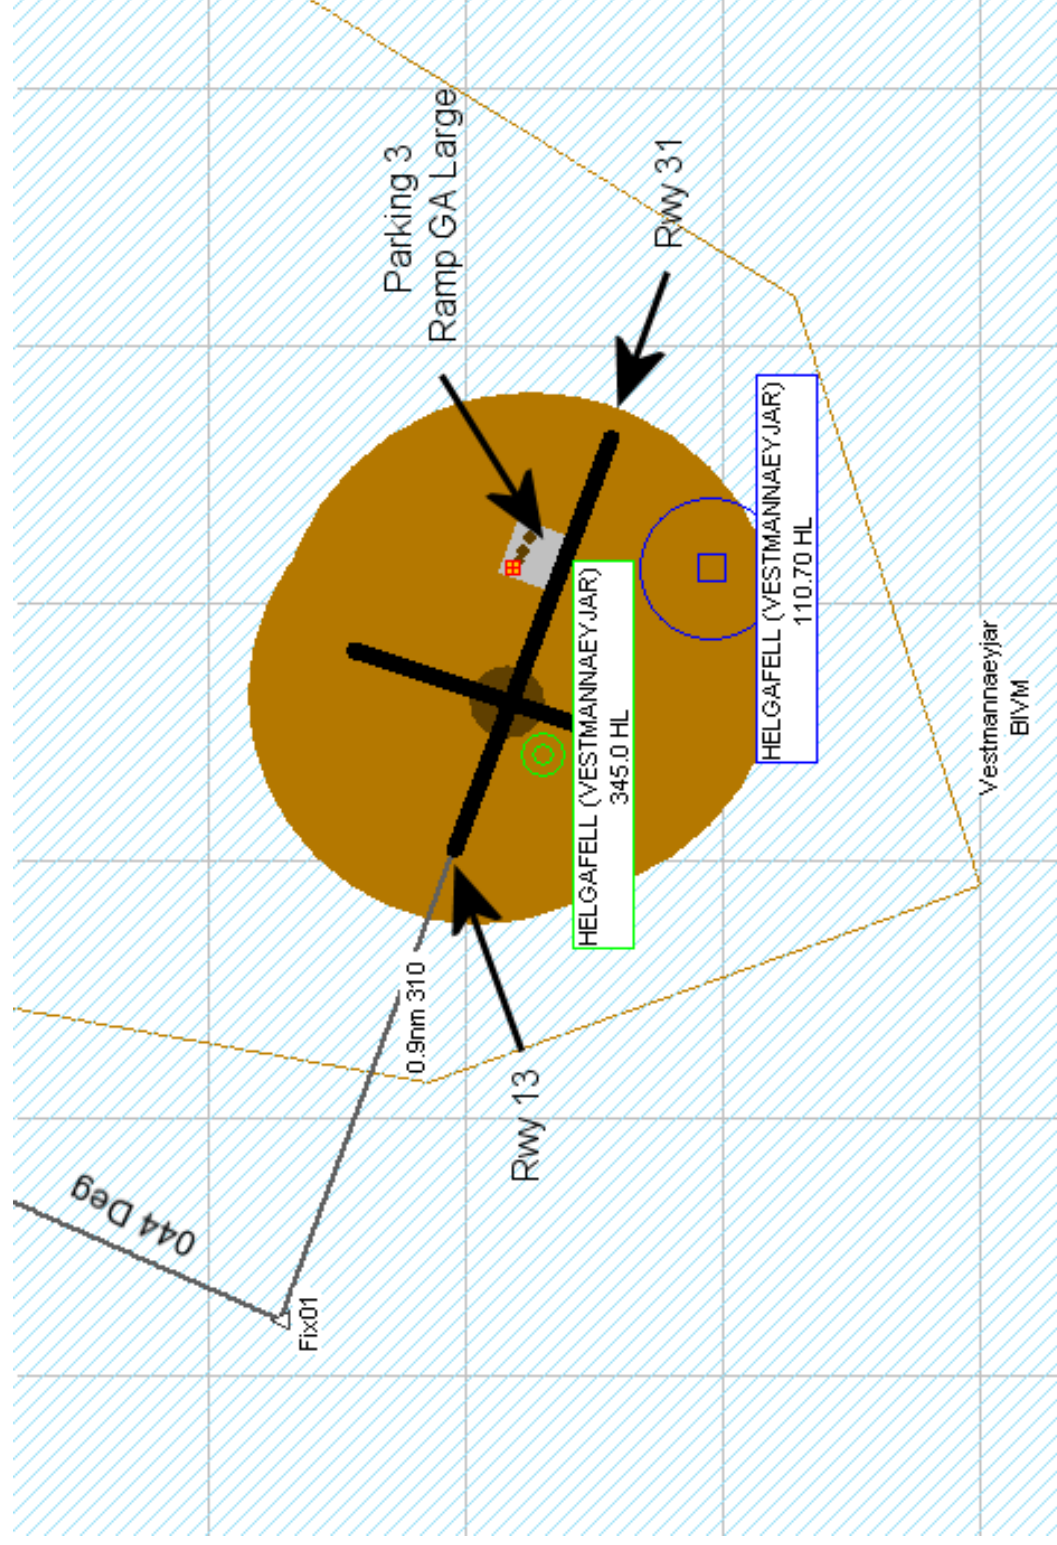 044 Deg
Fix01
0.9nm 310
Rwy 13
HELGAFELL (VESTMANNAEYJAR)
345.0 HL
HELGAFELL (VESTMANNAEYJAR)
110.70 HL
Vestmannaeyjar
BIVM
Parking 3
Ramp GA Large
Rwy 31